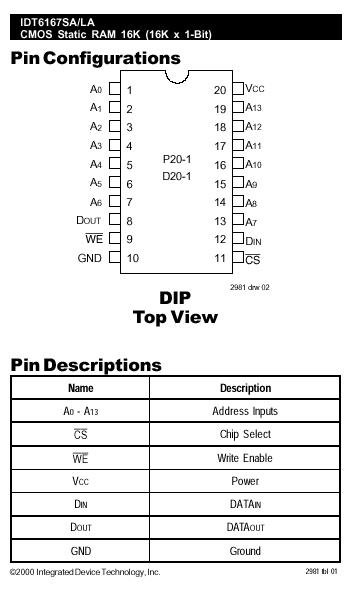 IDT6167SA/LA
CMOS Static RAM 16K (16K x 1-Bit)
Pin Configurations
A0 1 20 VCC
A1 2 19 A13
A2 3 18 A12
A3 4 17 A11
A4 5 P20-1 16 A10
A5 6 D20-1 15 A9
A6 7 14 A8
DOUT 8 13 A7
W̅E̅ 9 12 DIN
GND 10 11 C̅S̅
2981 drw 02
DIP
Top View
Pin Descriptions
Name Description
A0 - A13 Address Inputs
C̅S̅ Chip Select
W̅E̅ Write Enable
VCC Power
DIN DATAIN
DOUT DATAOUT
GND Ground
©2000 Integrated Device Technology, Inc. 2981 tbl 01